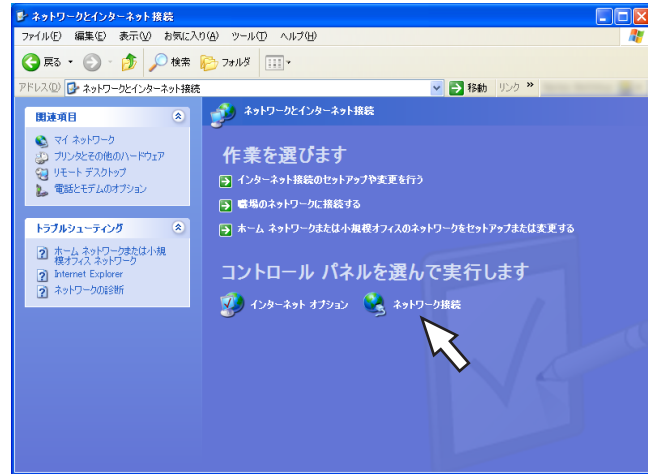 ネットワークとインターネット接続
ファイル(F) 編集(E) 表示(V) お気に入り(A) ツール(T) ヘルプ(H)
戻る 検索 フォルダ
アドレス(D) ネットワークとインターネット接続 移動 リンク »
関連項目
マイ ネットワーク
プリンタとその他のハードウェア
リモート デスクトップ
電話とモデムのオプション
トラブルシューティング
ホーム ネットワークまたは小規
模オフィス ネットワーク
Internet Explorer
ネットワークの診断
ネットワークとインターネット接続
作業を選びます
インターネット接続のセットアップや変更を行う
職場のネットワークに接続する
ホーム ネットワークまたは小規模オフィスのネットワークをセットアップまたは変更する
コントロール パネルを選んで実行します
インターネット オプション ネットワーク接続